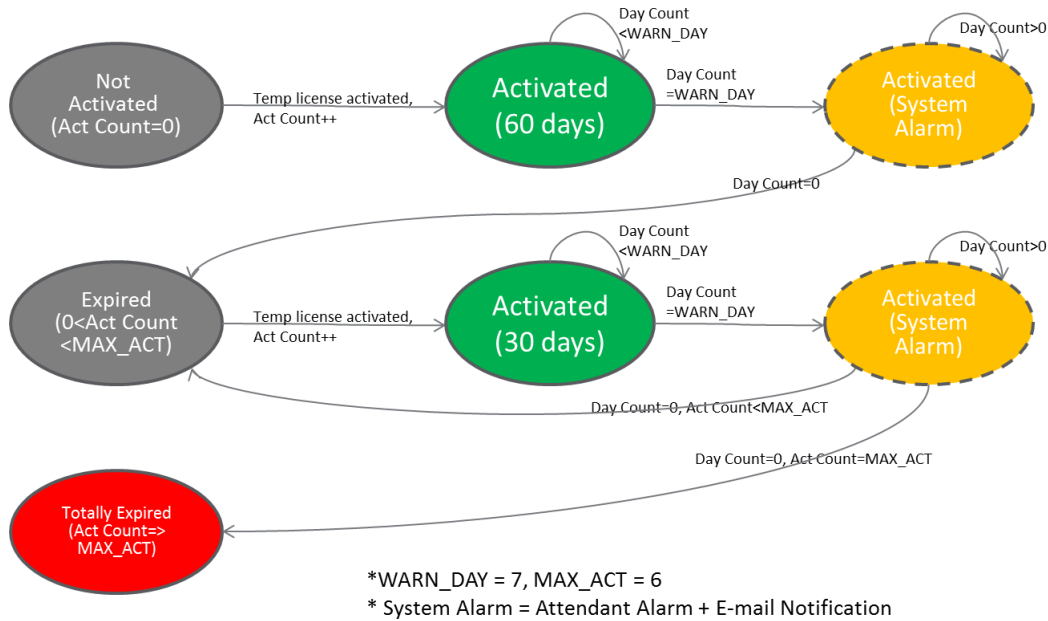 Not
Activated
(Act Count=0)
Temp license activated,
Act Count++
Day Count
<WARN_DAY
Activated
(60 days)
Day Count
=WARN_DAY
Day Count>0
Activated
(System
Alarm)
Day Count=0
Expired
(0<Act Count
<MAX_ACT)
Temp license activated,
Act Count++
Day Count
<WARN_DAY
Activated
(30 days)
Day Count
=WARN_DAY
Day Count>0
Activated
(System
Alarm)
Day Count=0, Act Count<MAX_ACT
Day Count=0, Act Count=MAX_ACT
Totally Expired
(Act Count=>
MAX_ACT)
*WARN_DAY = 7, MAX_ACT = 6
* System Alarm = Attendant Alarm + E-mail Notification